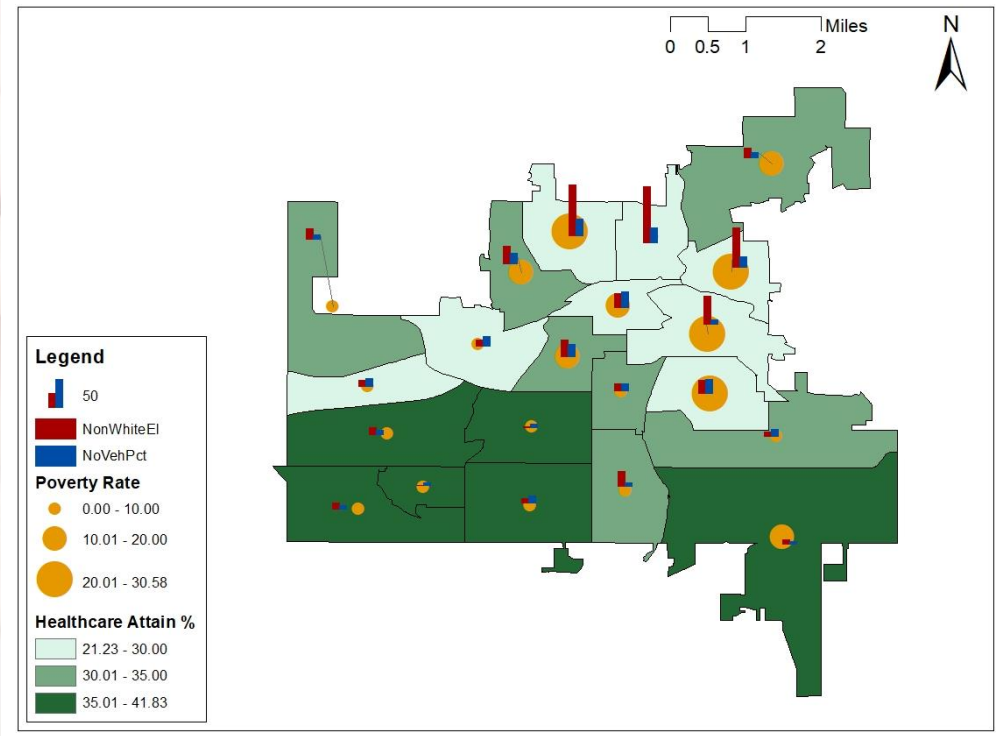 Miles
0 0.5 1 2
N
Legend
50
NonWhiteEl
NoVehPct
Poverty Rate
0.00 - 10.00
10.01 - 20.00
20.01 - 30.58
Healthcare Attain %
21.23 - 30.00
30.01 - 35.00
35.01 - 41.83